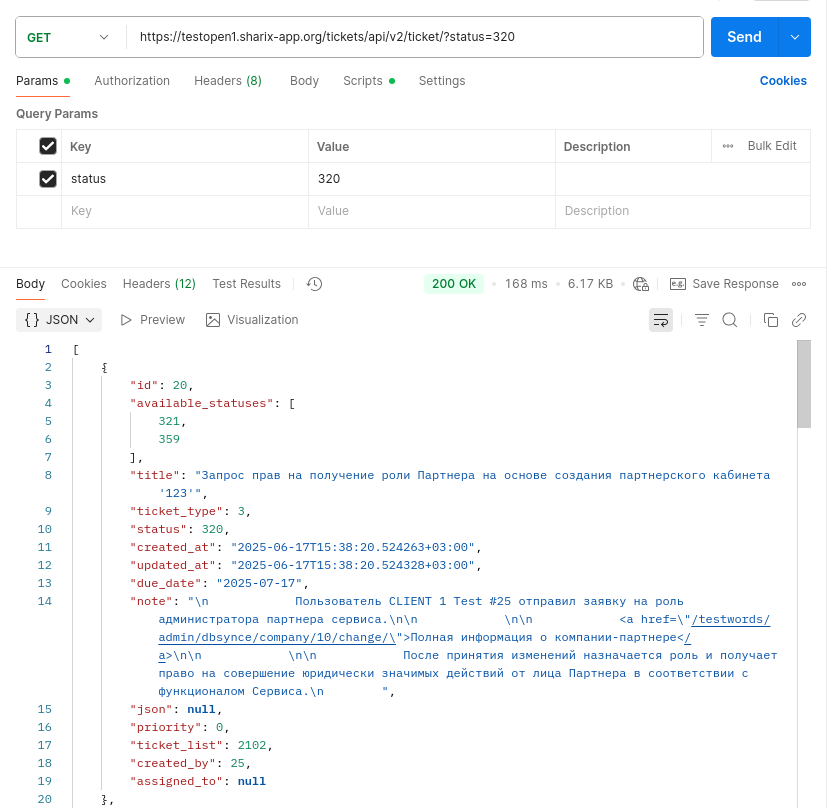 GET https://testopen1.sharix-app.org/tickets/api/v2/ticket/?status=320 Send
Params Authorization Headers (8) Body Scripts Settings Cookies
Query Params
Key Value Description ••• Bulk Edit
status 320
Key Value Description
Body Cookies Headers (12) Test Results 200 OK • 168 ms • 6.17 KB • e.g. Save Response •••
{} JSON Preview Visualization
1 [
2 {
3 "id": 20,
4 "available_statuses": [
5 321,
6 359
7 ],
8 "title": "Запрос прав на получение роли Партнера на основе создания партнерского кабинета
'123'",
9 "ticket_type": 3,
10 "status": 320,
11 "created_at": "2025-06-17T15:38:20.524263+03:00",
12 "updated_at": "2025-06-17T15:38:20.524328+03:00",
13 "due_date": "2025-07-17",
14 "note": "\n Пользователь CLIENT 1 Test #25 отправил заявку на роль
администратора партнера сервиса.\n\n \n\n <a href=\"/testwords/
admin/dbsynce/company/10/change/\">Полная информация о компании-партнере</
a>\n\n \n\n После принятия изменений назначается роль и получает
право на совершение юридически значимых действий от лица Партнера в соответствии с
функционалом Сервиса.\n ",
15 "json": null,
16 "priority": 0,
17 "ticket_list": 2102,
18 "created_by": 25,
19 "assigned_to": null
20 },